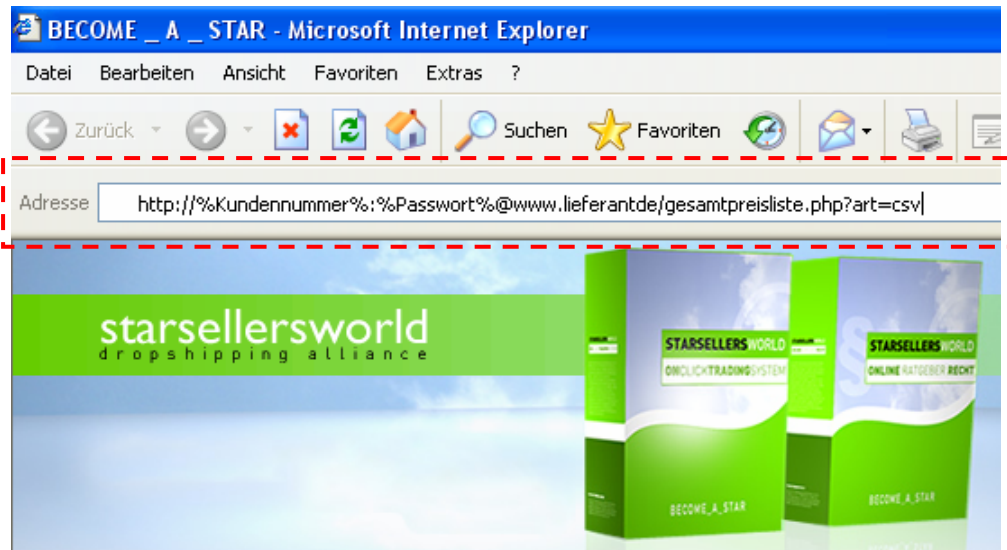 BECOME _ A _ STAR - Microsoft Internet Explorer
Datei Bearbeiten Ansicht Favoriten Extras ?
Zurück Suchen Favoriten
Adresse http://%Kundennummer%:%Passwort%@www.lieferantde/gesamtpreisliste.php?art=csv
starsellersworld
dropshipping alliance
STARSELLERSWORLD
ONCLICKTRADINGSYSTEM
BECOME_A_STAR
STARSELLERSWORLD
ONLINE RATGEBER RECHT
BECOME_A_STAR